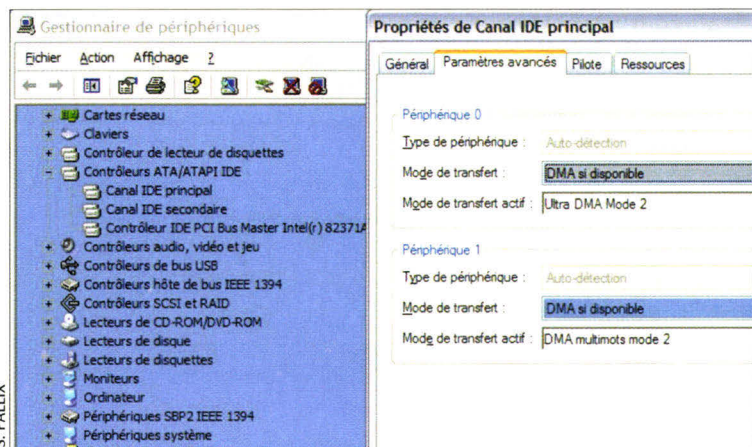 Gestionnaire de périphériques
Fichier Action Affichage ?
Cartes réseau
Claviers
Contrôleur de lecteur de disquettes
Contrôleurs ATA/ATAPI IDE
Canal IDE principal
Canal IDE secondaire
Contrôleur IDE PCI Bus Master Intel(r) 82371A
Contrôleurs audio, vidéo et jeu
Contrôleurs de bus USB
Contrôleurs hôte de bus IEEE 1394
Contrôleurs SCSI et RAID
Lecteurs de CD-ROM/DVD-ROM
Lecteurs de disque
Lecteurs de disquettes
Moniteurs
Ordinateur
Périphériques SBP2 IEEE 1394
Périphériques système
Propriétés de Canal IDE principal
Général Paramètres avancés Pilote Ressources
Périphérique 0
Type de périphérique : Auto-détection
Mode de transfert : DMA si disponible
Mode de transfert actif : Ultra DMA Mode 2
Périphérique 1
Type de périphérique : Auto-détection
Mode de transfert : DMA si disponible
Mode de transfert actif : DMA multimots mode 2